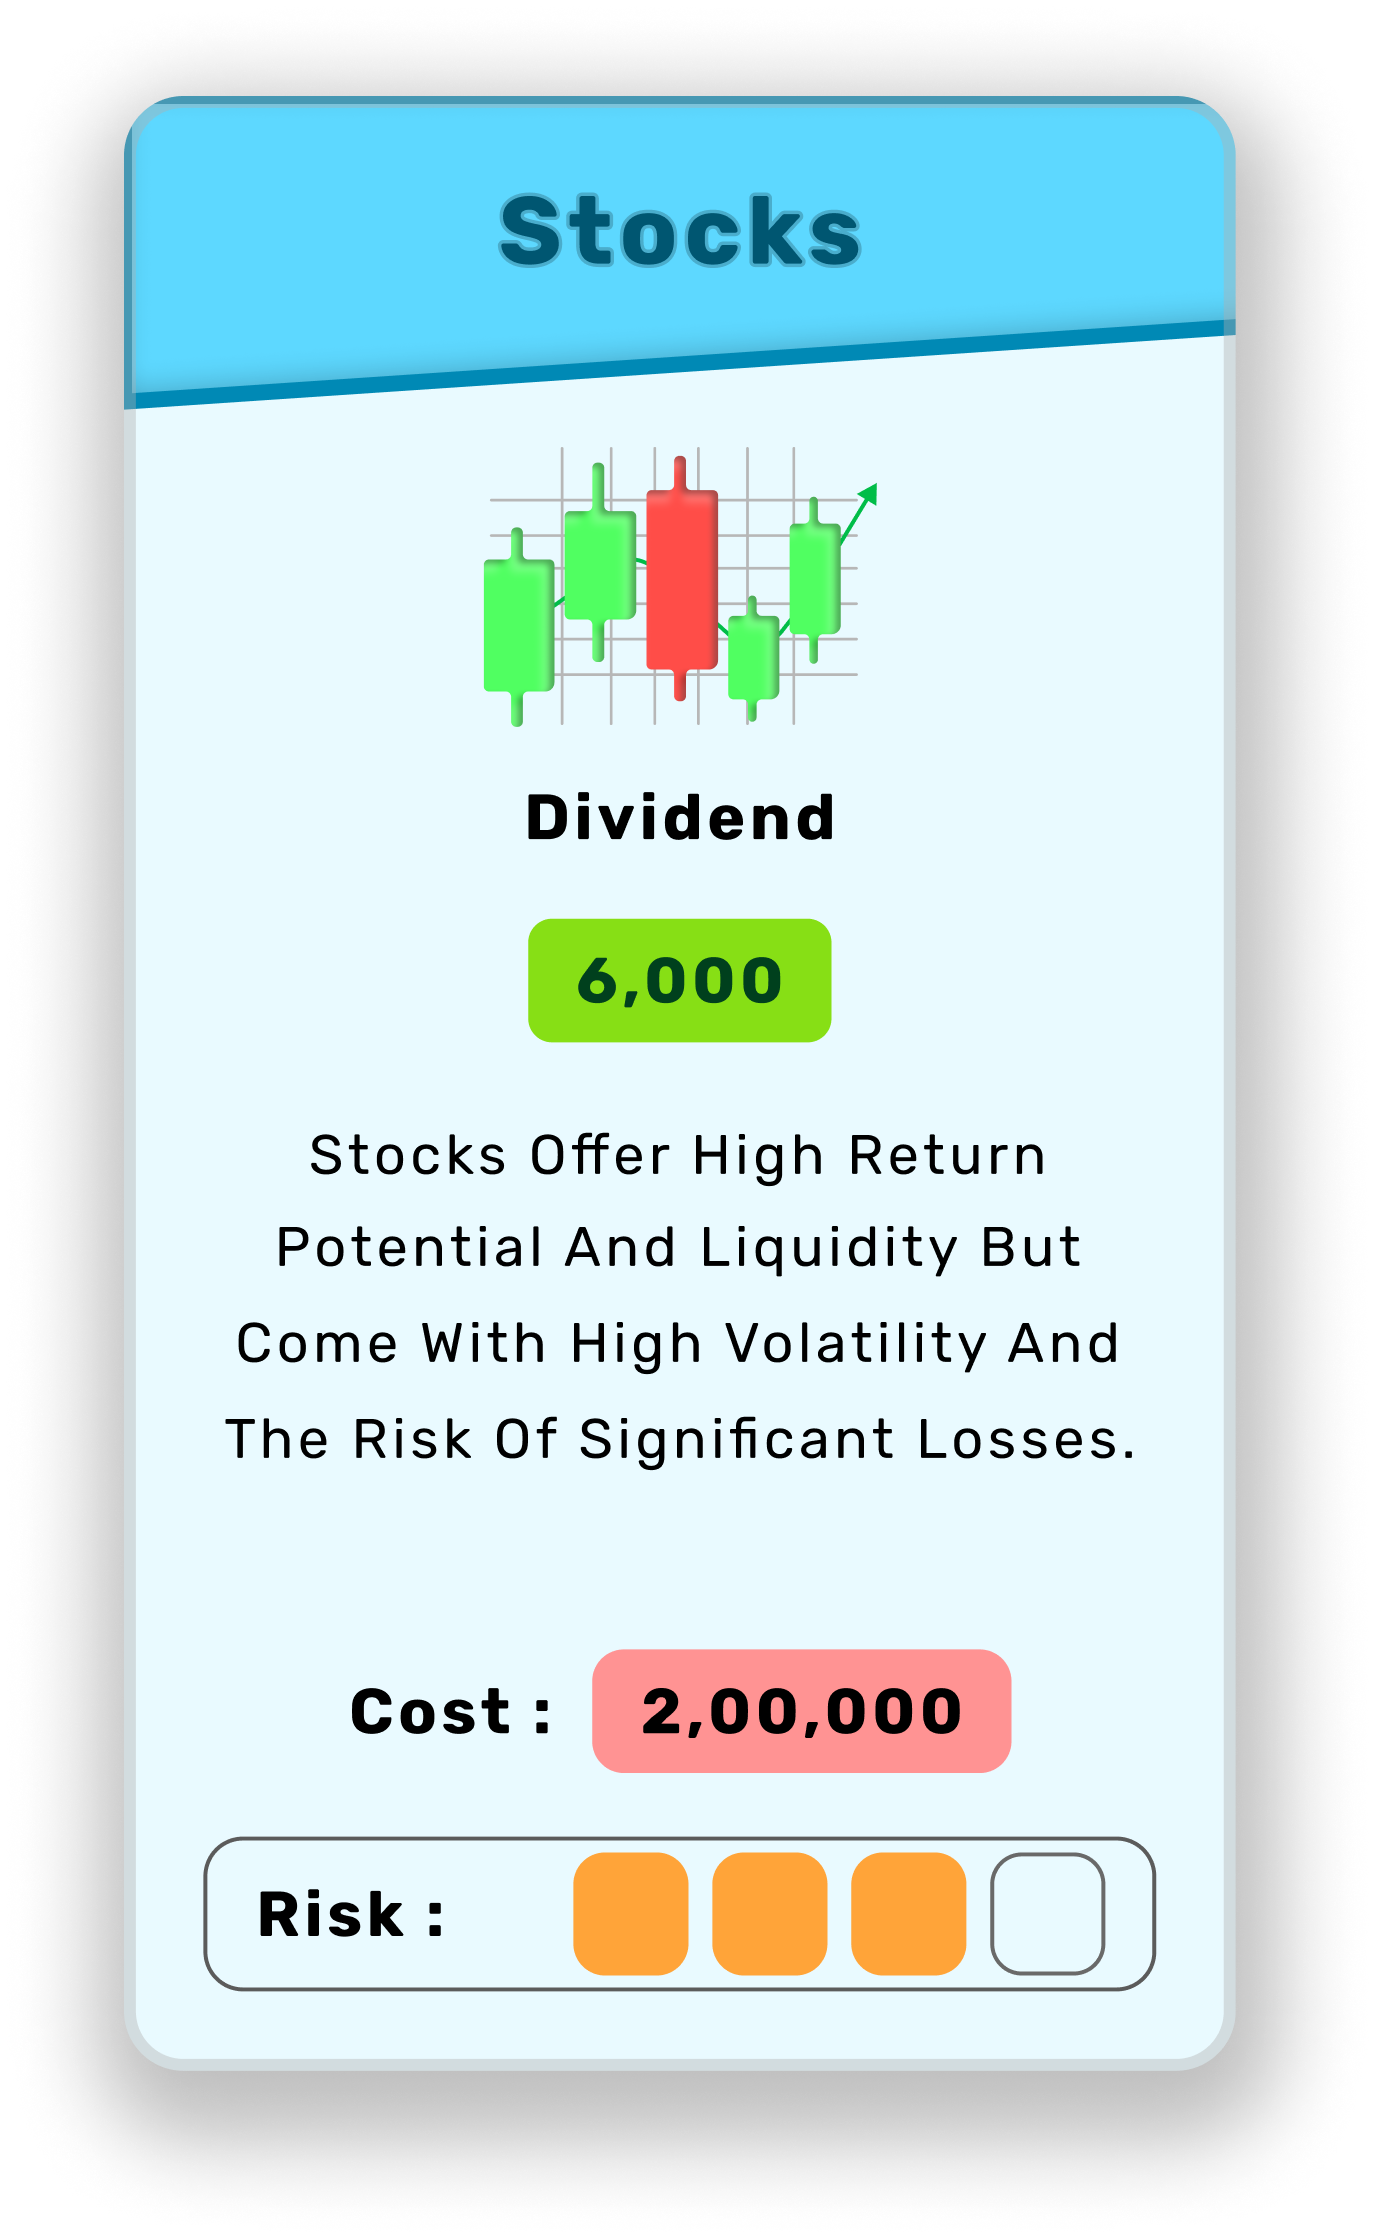 Stocks
Dividend
6,000
Stocks Offer High Return
Potential And Liquidity But
Come With High Volatility And
The Risk Of Significant Losses.
Cost : 2,00,000
Risk :